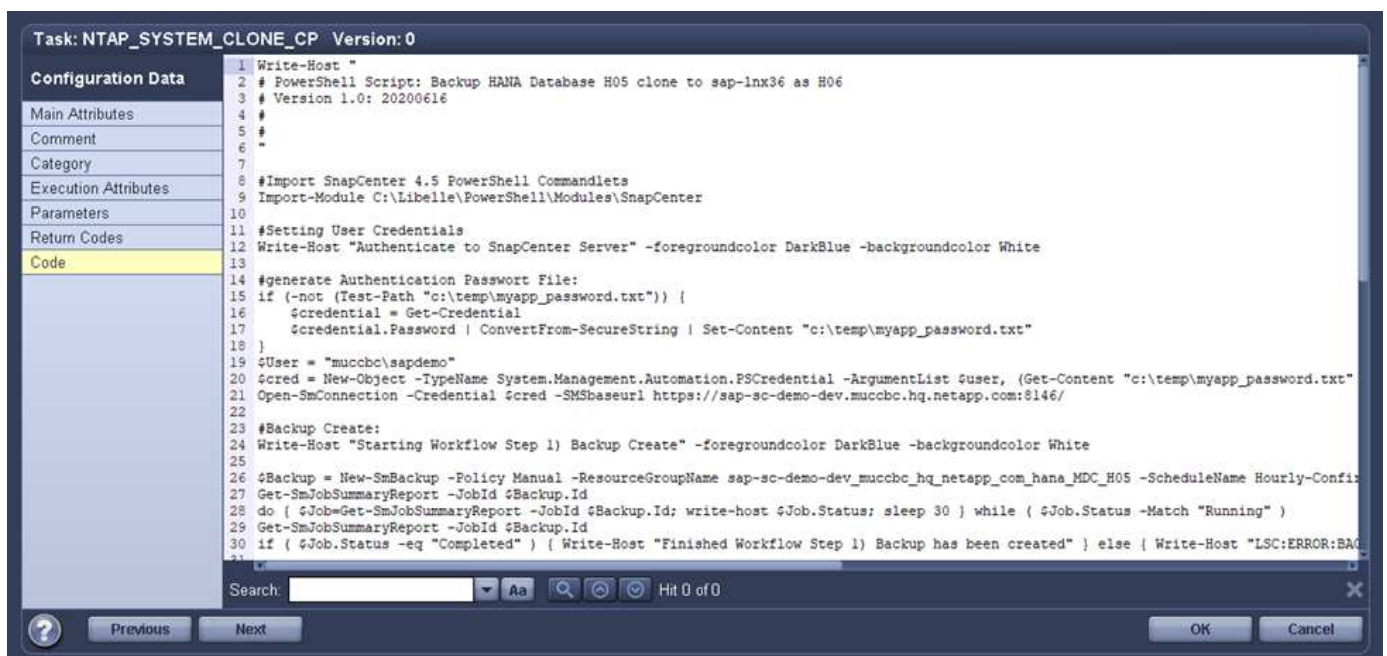 Task: NTAP_SYSTEM_CLONE_CP Version: 0
Configuration Data
Main Attributes
Comment
Category
Execution Attributes
Parameters
Return Codes
Code
1 Write-Host "
2 # PowerShell Script: Backup HANA Database H05 clone to sap-lnx36 as H06
3 # Version 1.0: 20200616
4 #
5 #
6 "
7
8 #Import SnapCenter 4.5 PowerShell Commandlets
9 Import-Module C:\Libelle\PowerShell\Modules\SnapCenter
10
11 #Setting User Credentials
12 Write-Host "Authenticate to SnapCenter Server" -foregroundcolor DarkBlue -backgroundcolor White
13
14 #generate Authentication Passwort File:
15 if (-not (Test-Path "c:\temp\myapp_password.txt")) {
16 $credential = Get-Credential
17 $credential.Password | ConvertFrom-SecureString | Set-Content "c:\temp\myapp_password.txt"
18 }
19 $User = "muccbc\sapdemo"
20 $cred = New-Object -TypeName System.Management.Automation.PSCredential -ArgumentList $user, (Get-Content "c:\temp\myapp_password.txt"
21 Open-SmConnection -Credential $cred -SMSbaseurl https://sap-sc-demo-dev.muccbc.hq.netapp.com:8146/
22
23 #Backup Create:
24 Write-Host "Starting Workflow Step 1) Backup Create" -foregroundcolor DarkBlue -backgroundcolor White
25
26 $Backup = New-SmBackup -Policy Manual -ResourceGroupName sap-sc-demo-dev_muccbc_hq_netapp_com_hana_MDC_H05 -ScheduleName Hourly-Confi
27 Get-SmJobSummaryReport -JobId $Backup.Id
28 do { $Job=Get-SmJobSummaryReport -JobId $Backup.Id; write-host $Job.Status; sleep 30 } while ( $Job.Status -Match "Running" )
29 Get-SmJobSummaryReport -JobId $Backup.Id
30 if ( $Job.Status -eq "Completed" ) { Write-Host "Finished Workflow Step 1) Backup has been created" } else { Write-Host "LSC:ERROR:BAC
Search: Aa Hit 0 of 0
? Previous Next OK Cancel